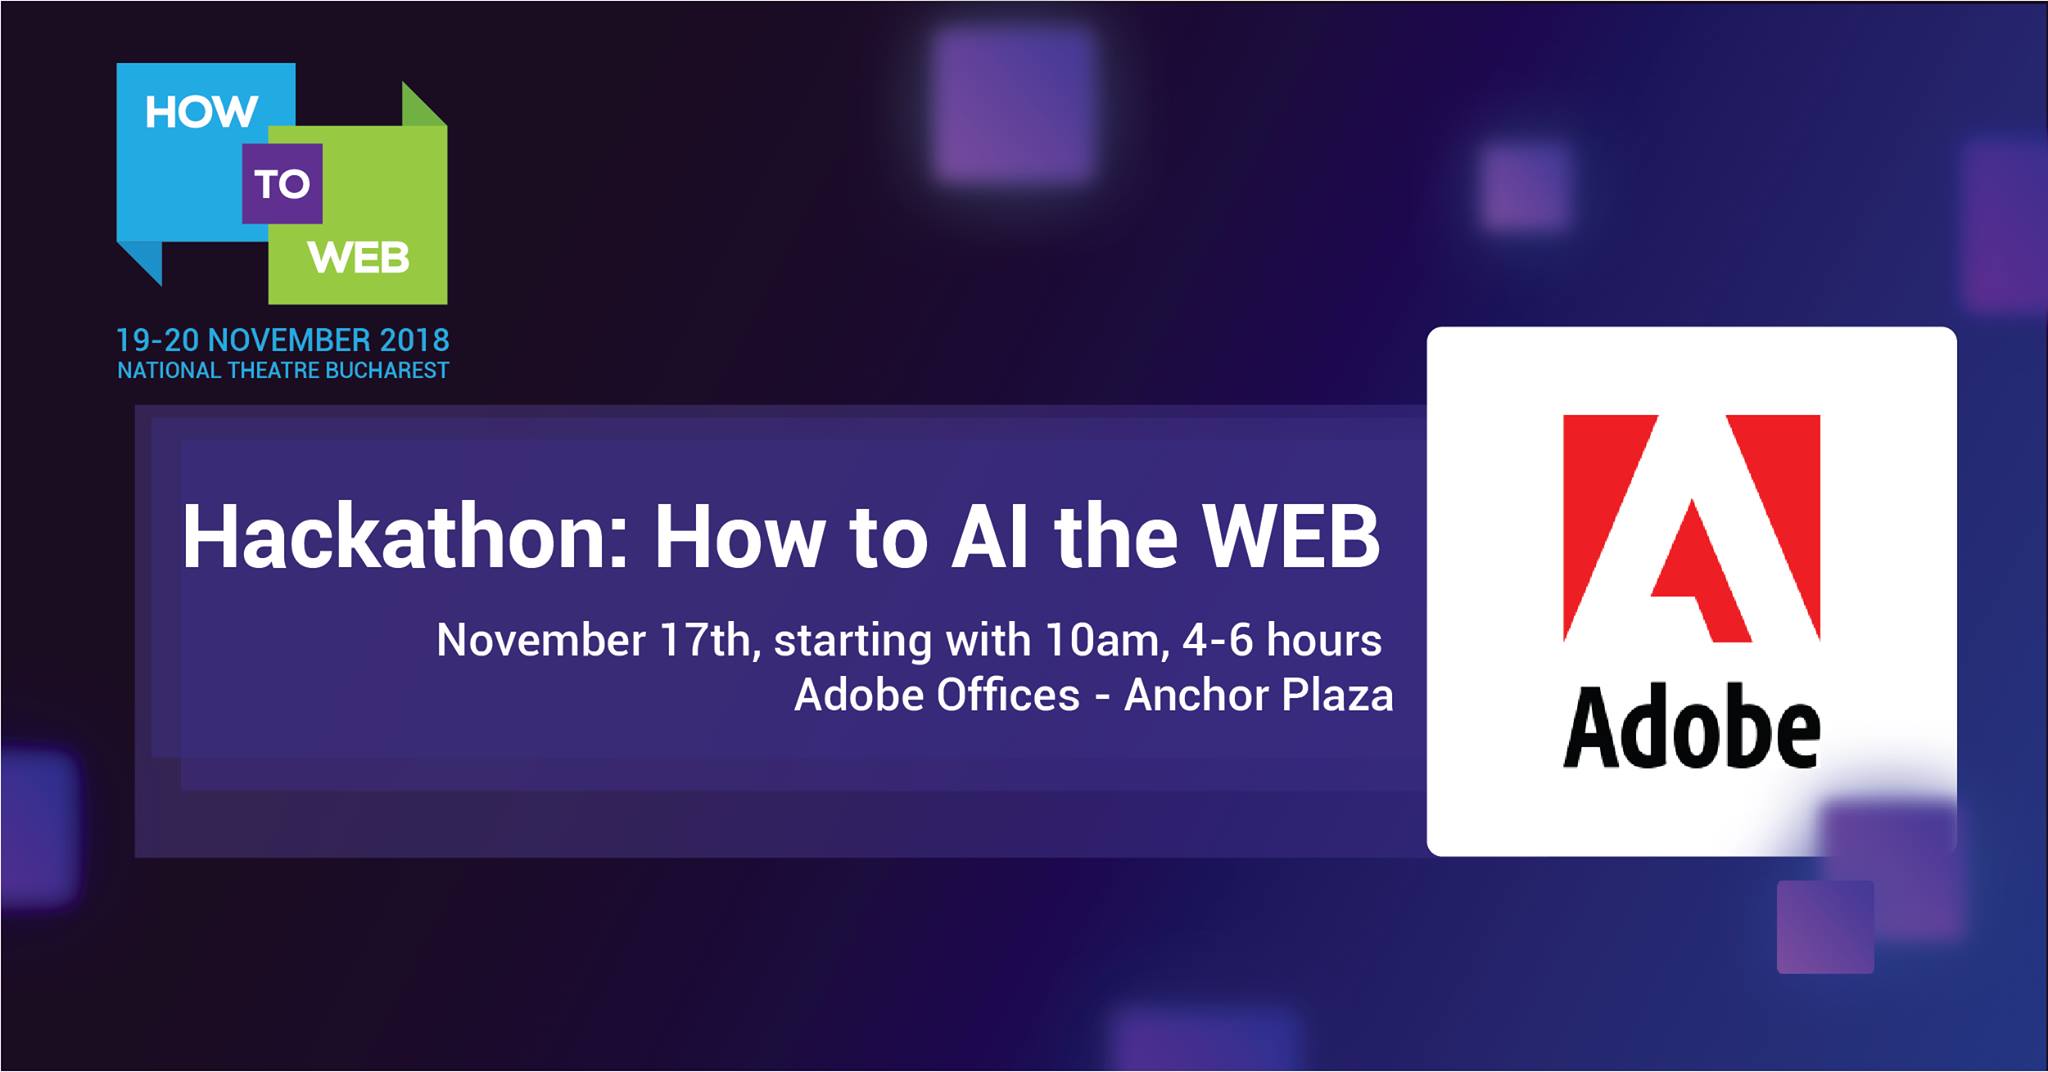 HOW
TO
WEB
19-20 NOVEMBER 2018
NATIONAL THEATRE BUCHAREST
Hackathon: How to AI the WEB
November 17th, starting with 10am, 4-6 hours
Adobe Offices - Anchor Plaza
Adobe